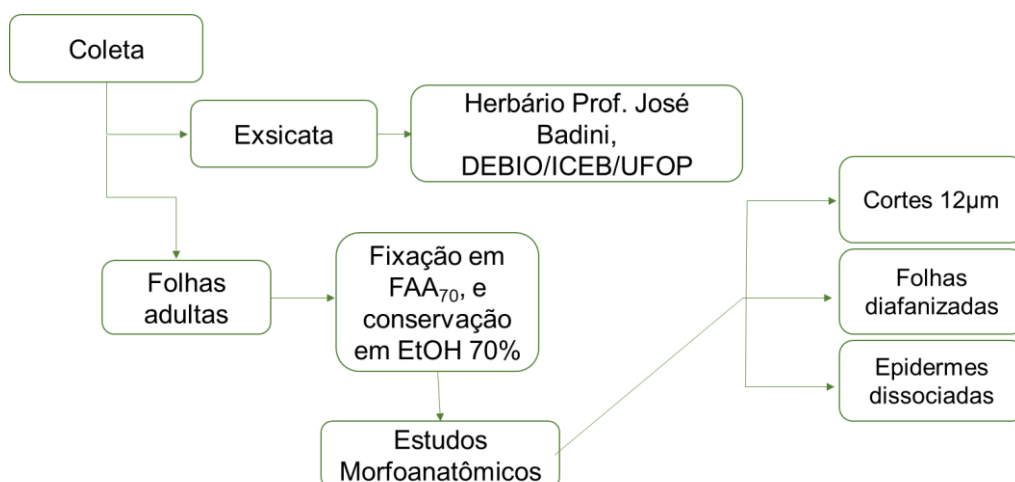 Coleta
Exsicata
Herbário Prof. José
Badini,
DEBIO/ICEB/UFOP
Folhas
adultas
Fixação em
FAA₇₀, e
conservação
em EtOH 70%
Estudos
Morfoanatômicos
Cortes 12µm
Folhas
diafanizadas
Epidermes
dissociadas